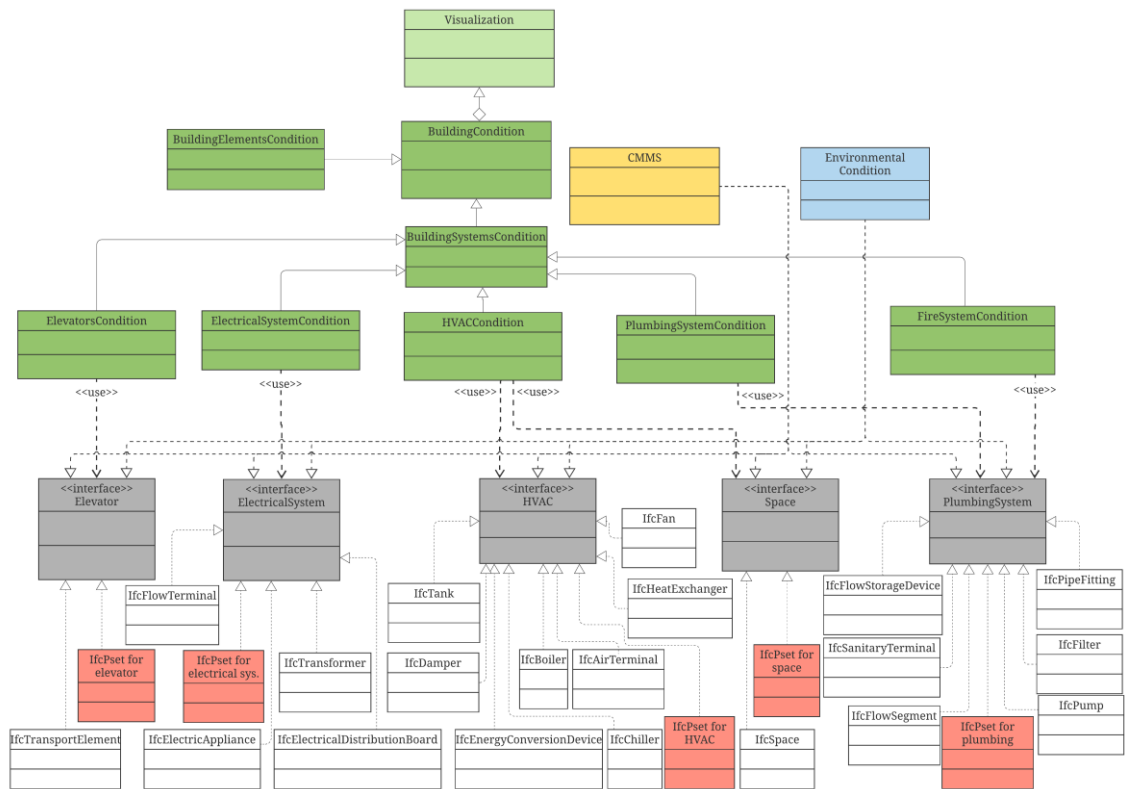 Visualization
BuildingElementsCondition
BuildingCondition
CMMS
Environmental
Condition
BuildingSystemsCondition
ElevatorsCondition
ElectricalSystemCondition
HVACCondition
PlumbingSystemCondition
FireSystemCondition
<<use>>
<<use>>
<<use>>
<<use>>
<<use>>
<<use>>
<<interface>>
Elevator
<<interface>>
ElectricalSystem
<<interface>>
HVAC
<<interface>>
Space
<<interface>>
PlumbingSystem
IfcFan
IfcFlowTerminal
IfcTank
IfcHeatExchanger
IfcFlowStorageDevice
IfcPipeFitting
IfcPset for
elevator
IfcPset for
electrical sys.
IfcTransformer
IfcDamper
IfcBoiler
IfcAirTerminal
IfcPset for
space
IfcSanitaryTerminal
IfcFilter
IfcTransportElement
IfcElectricAppliance
IfcElectricalDistributionBoard
IfcEnergyConversionDevice
IfcChiller
IfcPset for
HVAC
IfcSpace
IfcFlowSegment
IfcPset for
plumbing
IfcPump